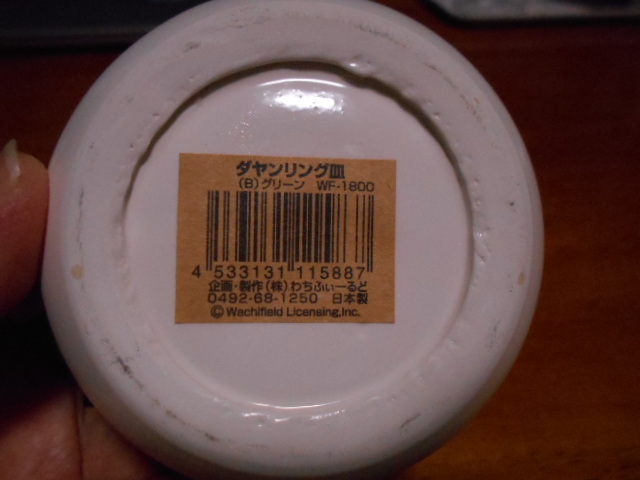 ダヤンリング皿
(B)グリーン WF-1800
4 533131 115887
企画・製作(株)わちふぃーるど
0492-68-1250 日本製
© Wachifield Licensing,Inc.